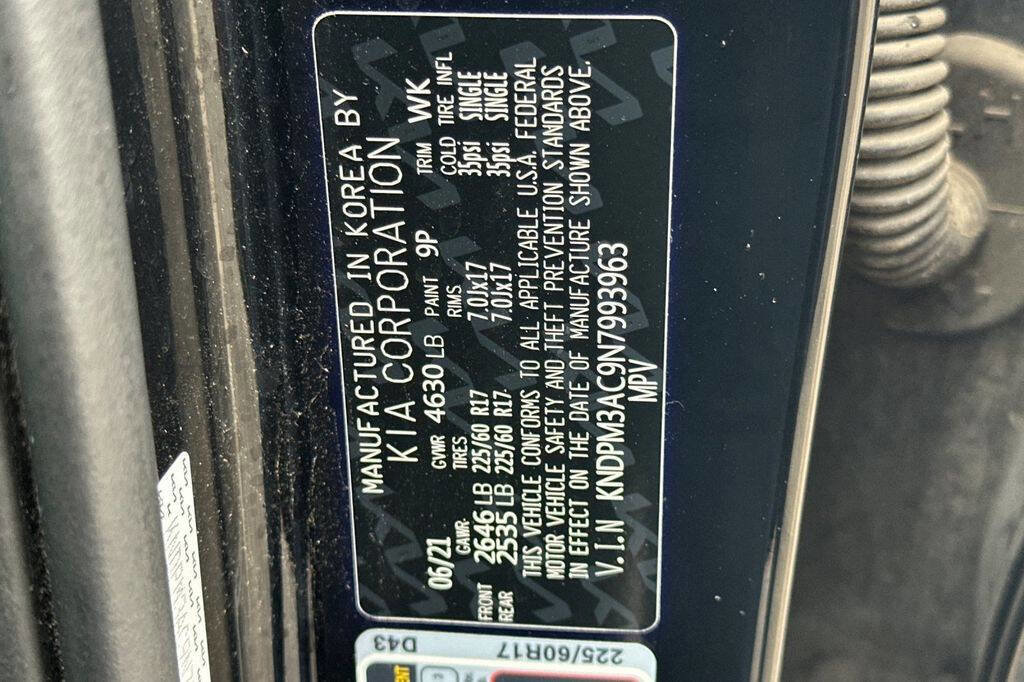 MANUFACTURED IN KOREA BY
KIA CORPORATION
06/21 GVWR 4630 LB PAINT 9P TRIM WK
GAWR- TIRES RIMS COLD TIRE INFL
FRONT 2646 LB 225/60 R17 7.0Jx17 35psi SINGLE
REAR 2535 LB 225/60 R17 7.0Jx17 35psi SINGLE
THIS VEHICLE CONFORMS TO ALL APPLICABLE U.S.A. FEDERAL
MOTOR VEHICLE SAFETY AND THEFT PREVENTION STANDARDS
IN EFFECT ON THE DATE OF MANUFACTURE SHOWN ABOVE.
V.I.N KNDPM3AC9N7993963
MPV
D43
225/60R17